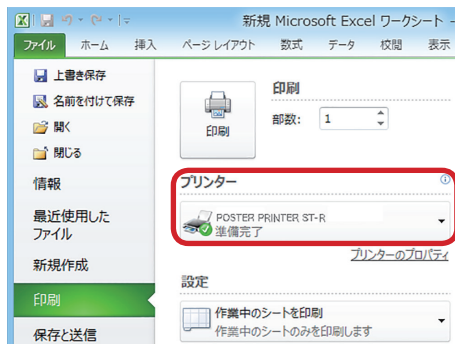 新規 Microsoft Excel ワークシート -
ファイル ホーム 挿入 ページ レイアウト 数式 データ 校閲 表示
上書き保存
名前を付けて保存
開く
閉じる
情報
最近使用した
ファイル
新規作成
印刷
保存と送信
印刷
印刷
部数: 1
プリンター
POSTER PRINTER ST-R
準備完了
プリンターのプロパティ
設定
作業中のシートを印刷
作業中のシートのみを印刷します